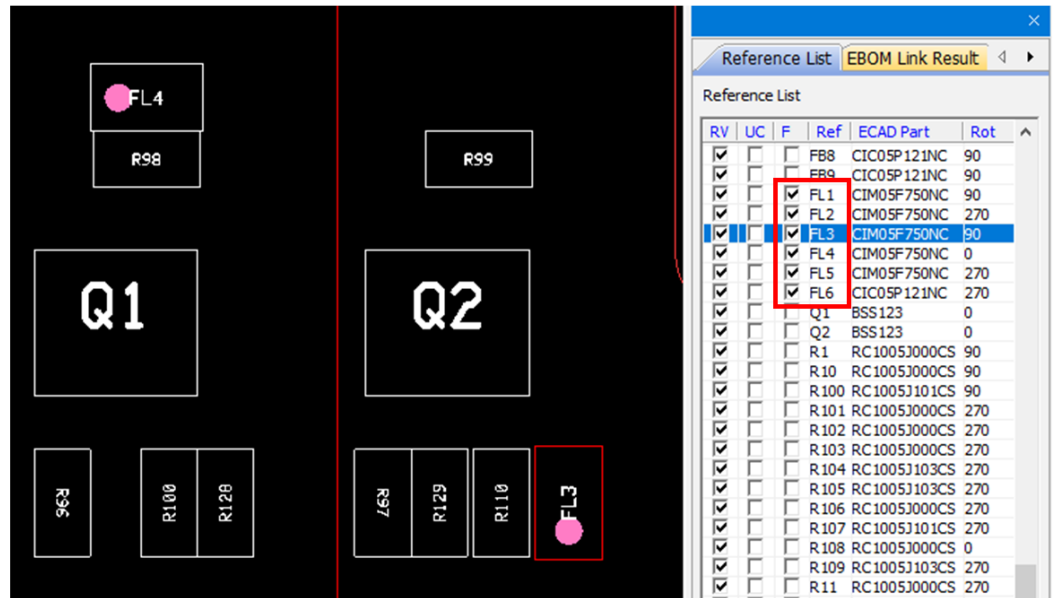 FL4
R98
R99
Q1
Q2
R96
R100
R128
R97
R129
R110
FL3
Reference List
EBOM Link Result
Reference List
RV UC F Ref ECAD Part Rot
FB8 CIC05P121NC 90
FB9 CIC05P121NC 90
FL1 CIM05F750NC 90
FL2 CIM05F750NC 270
FL3 CIM05F750NC 90
FL4 CIM05F750NC 0
FL5 CIM05F750NC 270
FL6 CIC05P121NC 270
Q1 BSS123 0
Q2 BSS123 0
R1 RC1005J000CS 90
R10 RC1005J000CS 90
R100 RC1005J101CS 90
R101 RC1005J000CS 270
R102 RC1005J000CS 270
R103 RC1005J000CS 270
R104 RC1005J103CS 270
R105 RC1005J103CS 270
R106 RC1005J000CS 270
R107 RC1005J101CS 270
R108 RC1005J000CS 0
R109 RC1005J103CS 270
R11 RC1005J000CS 270